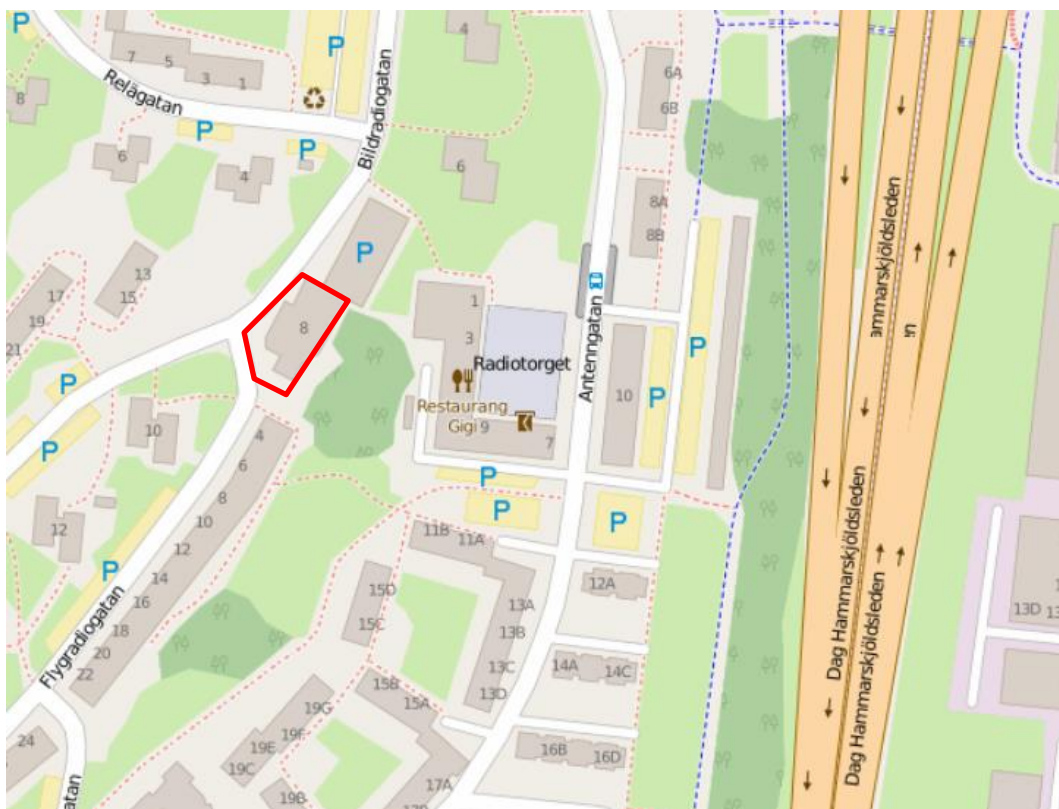 P
P
4
7
5
3
1
6A
6B
Relägatan
8
P
P
Bildradiogatan
6
4
6
8A
8B
P
17
19
21
13
15
8
1
3
Radiotorget
Restaurang
Gigi
9
7
Antenngatan
10
P
P
ammarskjöldsleden
P
10
4
6
8
10
12
14
16
18
20
22
12
P
Flygradiogatan
P
P
P
11B
11A
15D
15C
13A
13B
13C
13D
12A
14A
14C
15B
15A
16B
16D
17A
19G
19F
19E
19C
19B
24
atan
Dag Hammarskjöldsleden
Dag Hammarskjöldsleden
13D